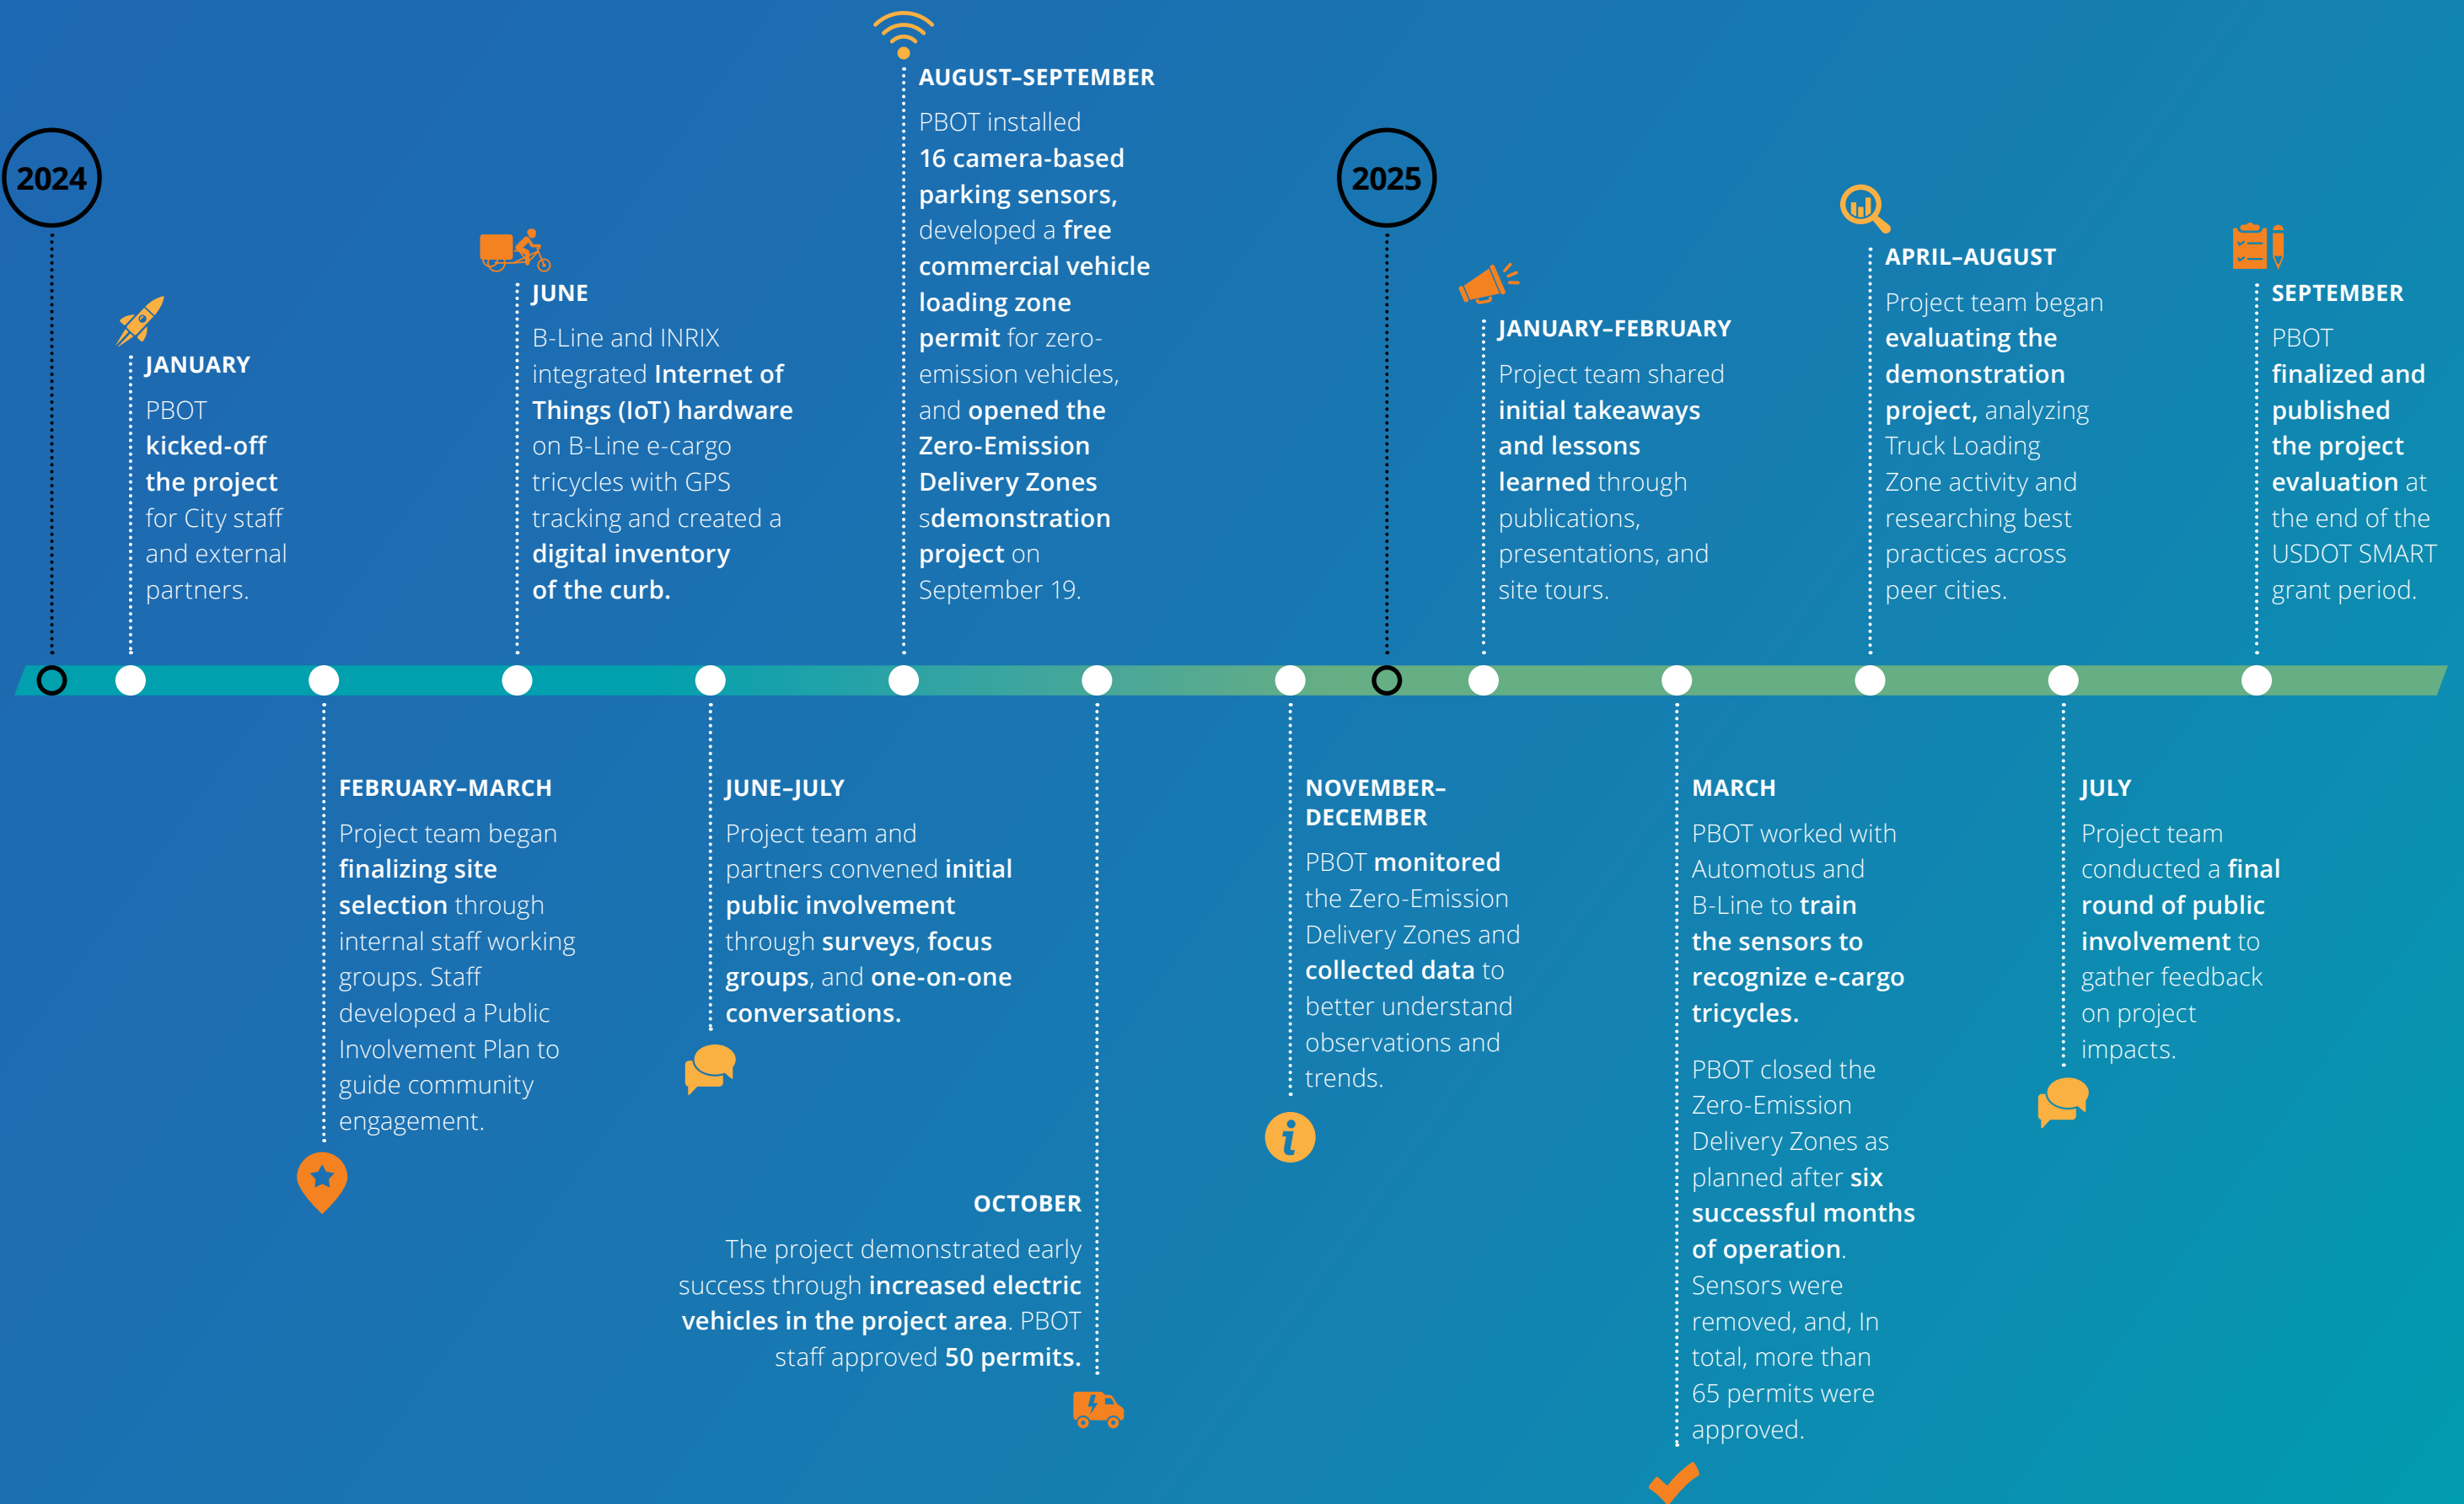 2024
JANUARY
PBOT
kicked-off
the project
for City staff
and external
partners.
FEBRUARY–MARCH
Project team began
finalizing site
selection through
internal staff working
groups. Staff
developed a Public
Involvement Plan to
guide community
engagement.
JUNE
B-Line and INRIX
integrated Internet of
Things (IoT) hardware
on B-Line e-cargo
tricycles with GPS
tracking and created a
digital inventory
of the curb.
JUNE–JULY
Project team and
partners convened initial
public involvement
through surveys, focus
groups, and one-on-one
conversations.
AUGUST–SEPTEMBER
PBOT installed
16 camera-based
parking sensors,
developed a free
commercial vehicle
loading zone
permit for zero-
emission vehicles,
and opened the
Zero-Emission
Delivery Zones
sdemonstration
project on
September 19.
OCTOBER
The project demonstrated early
success through increased electric
vehicles in the project area. PBOT
staff approved 50 permits.
NOVEMBER–
DECEMBER
PBOT monitored
the Zero-Emission
Delivery Zones and
collected data to
better understand
observations and
trends.
2025
JANUARY–FEBRUARY
Project team shared
initial takeaways
and lessons
learned through
publications,
presentations, and
site tours.
MARCH
PBOT worked with
Automotus and
B-Line to train
the sensors to
recognize e-cargo
tricycles.
PBOT closed the
Zero-Emission
Delivery Zones as
planned after six
successful months
of operation.
Sensors were
removed, and, In
total, more than
65 permits were
approved.
APRIL–AUGUST
Project team began
evaluating the
demonstration
project, analyzing
Truck Loading
Zone activity and
researching best
practices across
peer cities.
JULY
Project team
conducted a final
round of public
involvement to
gather feedback
on project
impacts.
SEPTEMBER
PBOT
finalized and
published
the project
evaluation at
the end of the
USDOT SMART
grant period.